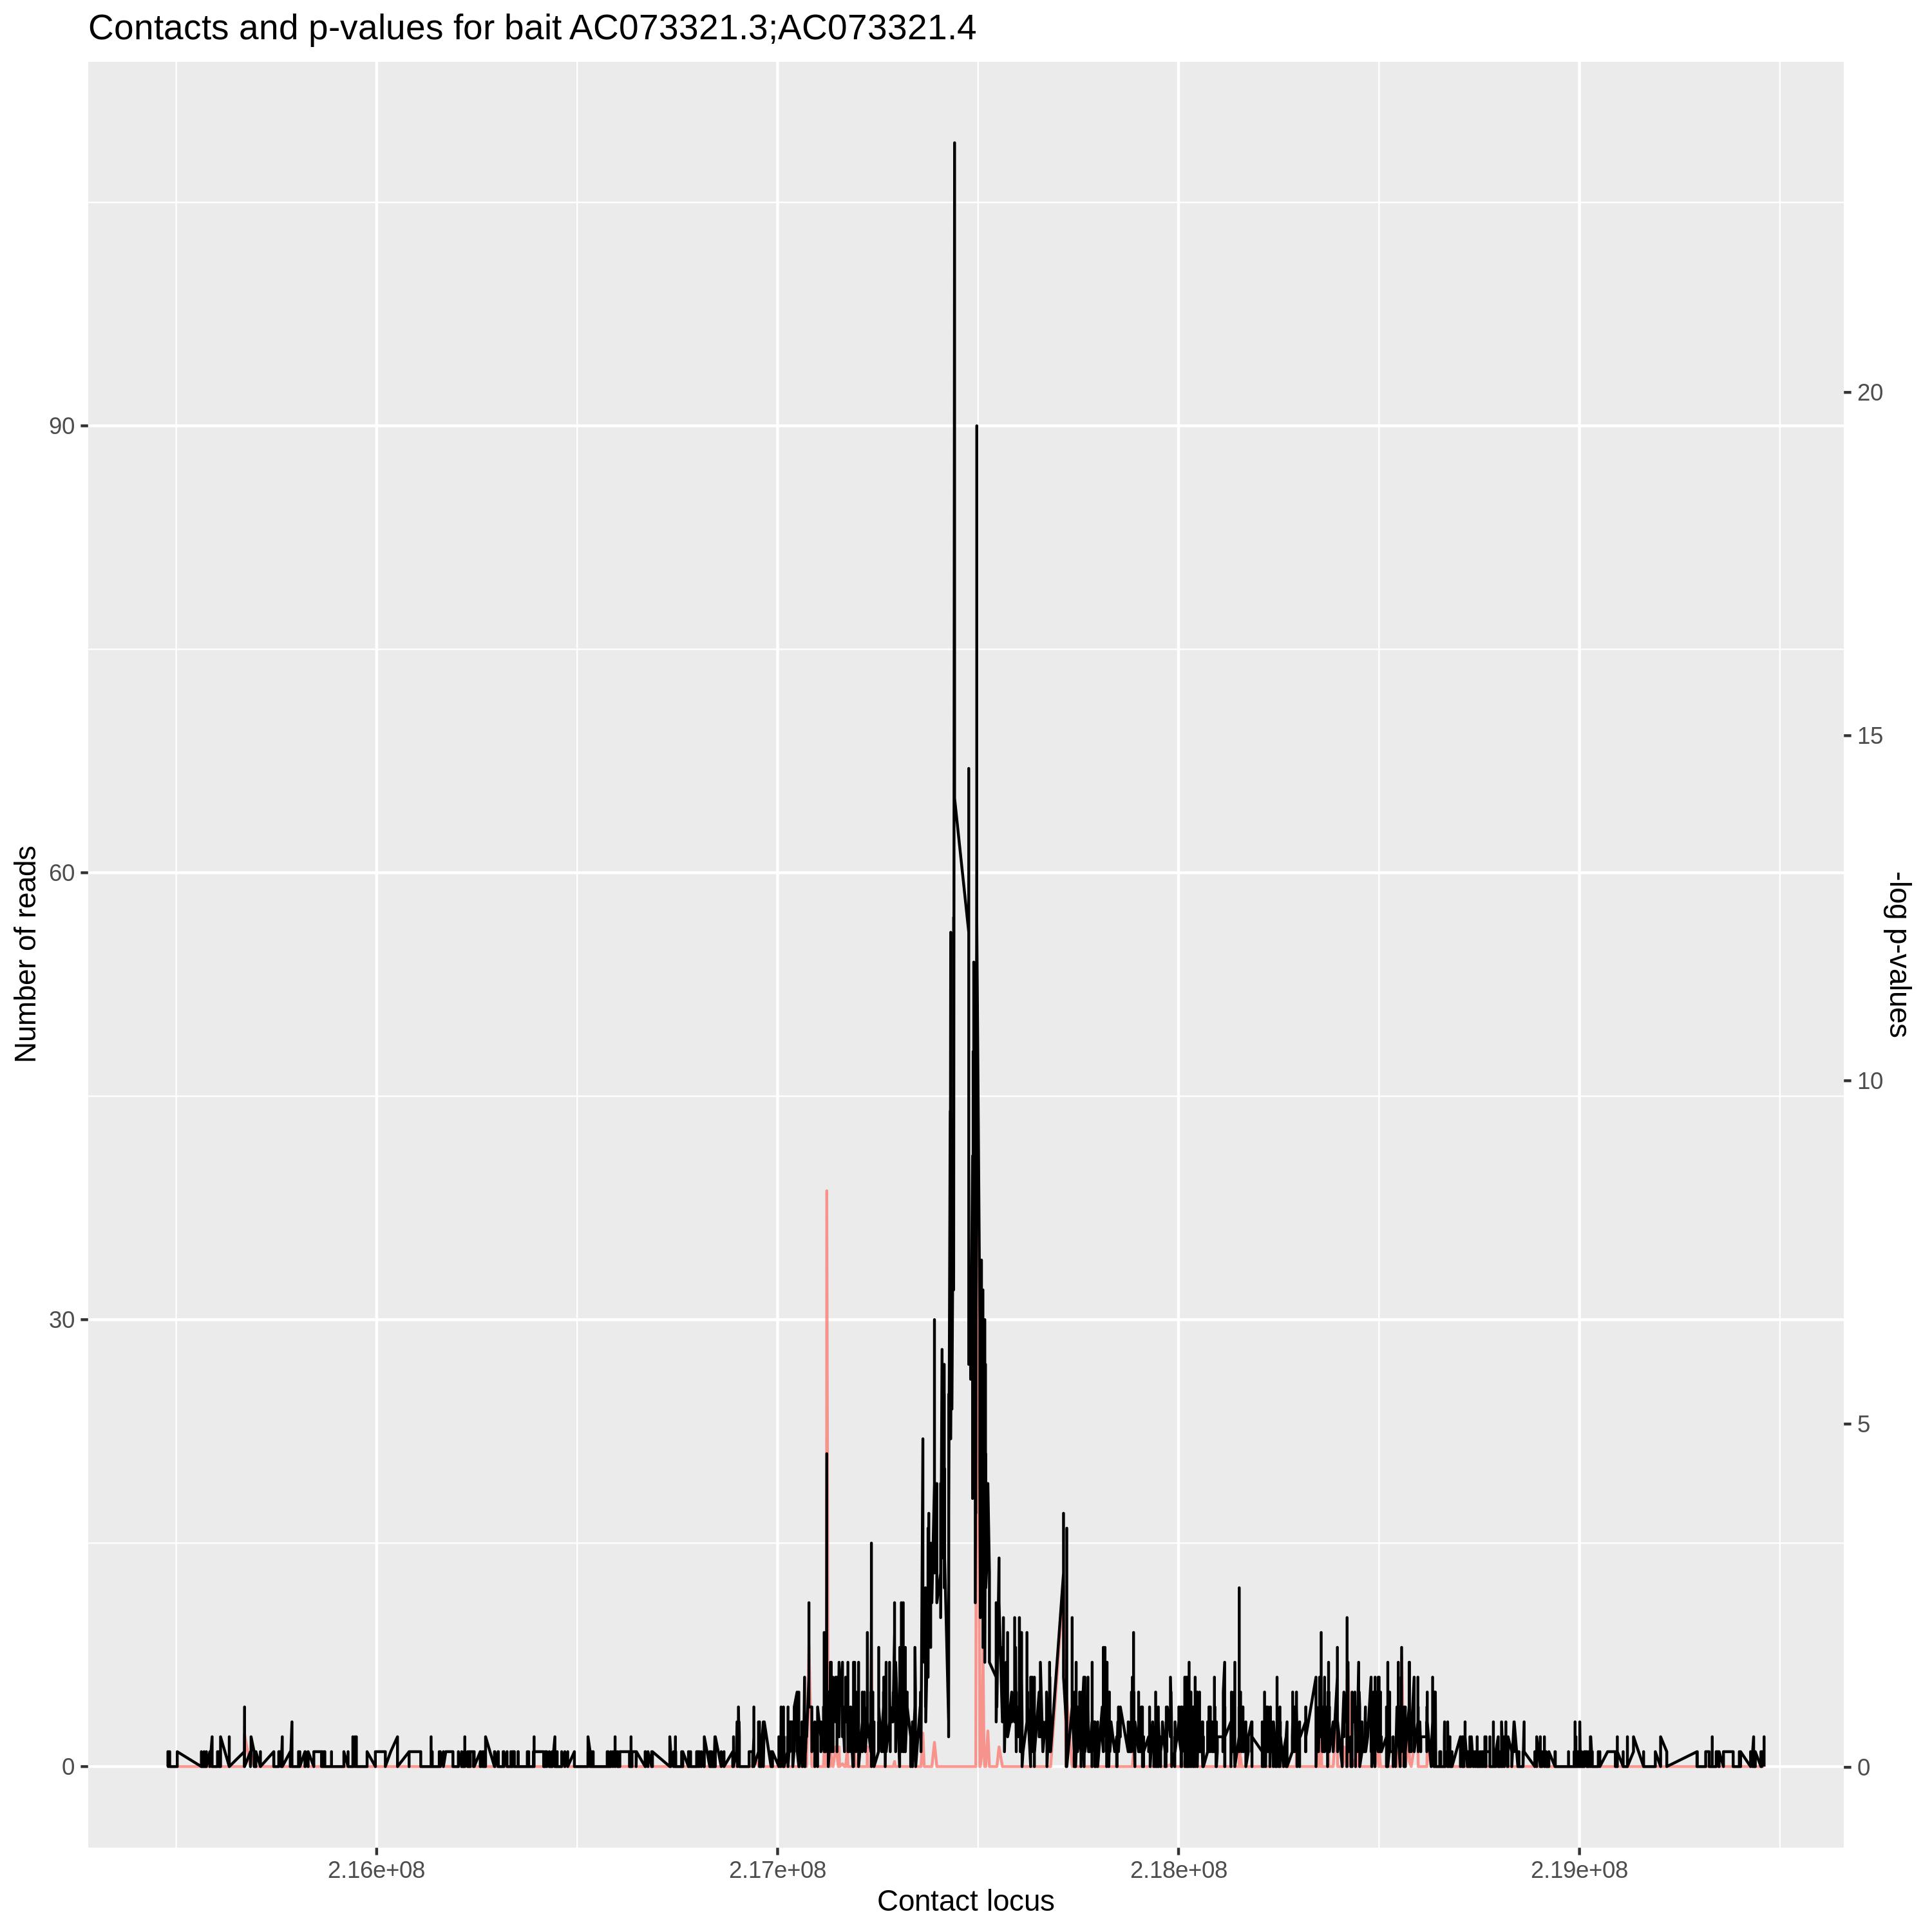 Contacts and p-values for bait AC073321.3;AC073321.4
90
60
30
0
Number of reads
20
15
10
5
0
-log p-values
2.16e+08
2.17e+08
2.18e+08
2.19e+08
Contact locus